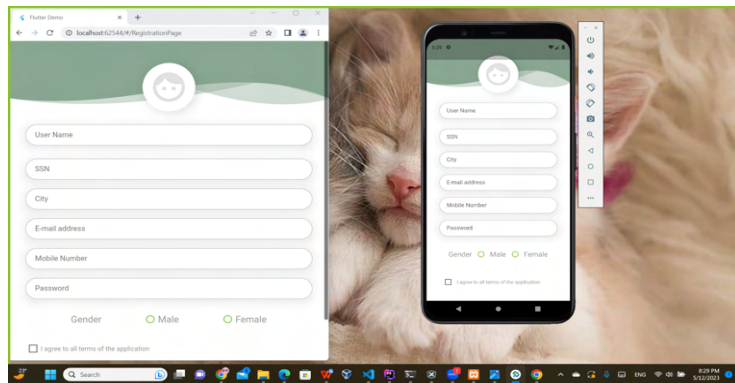 Flutter Demo
localhost:62544/#/RegistrationPage
User Name
SSN
City
E-mail address
Mobile Number
Password
Gender
Male
Female
I agree to all terms of the application
User Name
SSN
City
E-mail address
Mobile Number
Password
Gender
Male
Female
I agree to all terms of the application
23°
Search
ENG
8:29 PM
5/12/2023